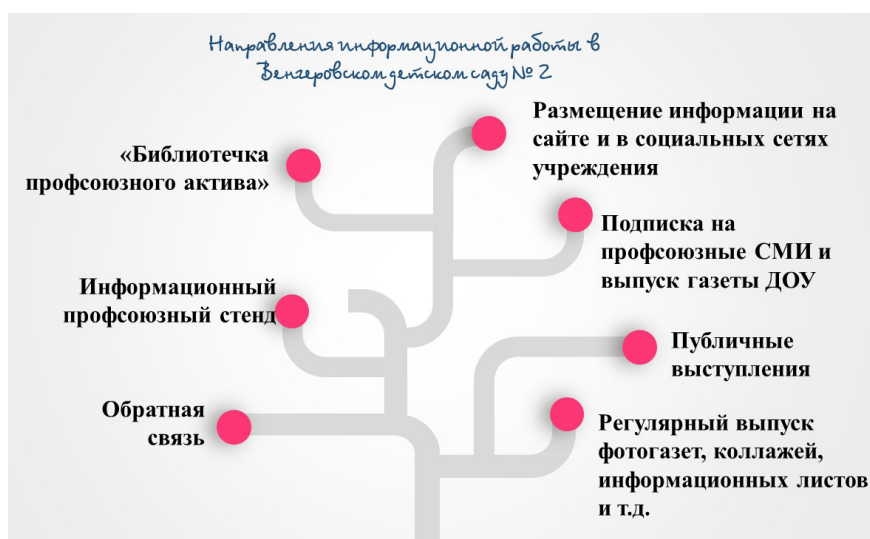 Направления информационной работы в
Венгеровском детском саду № 2
«Библиотечка
профсоюзного актива»
Информационный
профсоюзный стенд
Обратная
связь
Размещение информации на
сайте и в социальных сетях
учреждения
Подписка на
профсоюзные СМИ и
выпуск газеты ДОУ
Публичные
выступления
Регулярный выпуск
фотогазет, коллажей,
информационных листов
и т.д.